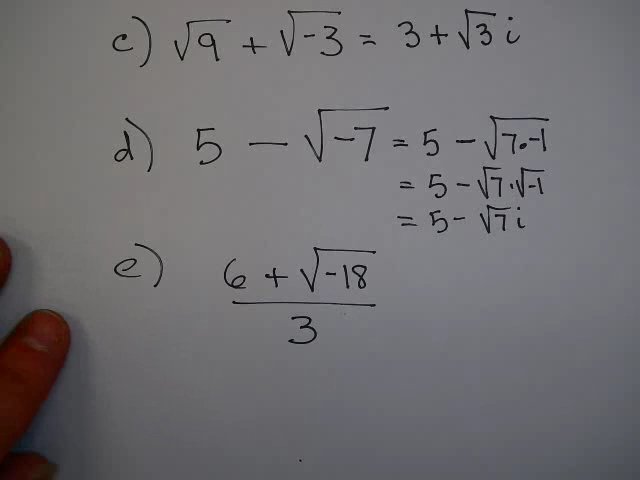 c) √9 + √-3 = 3 + √3 i
d) 5 - √-7 = 5 - √7·-1
= 5 - √7·√-1
= 5 - √7 i
e) 6 + √-18
3